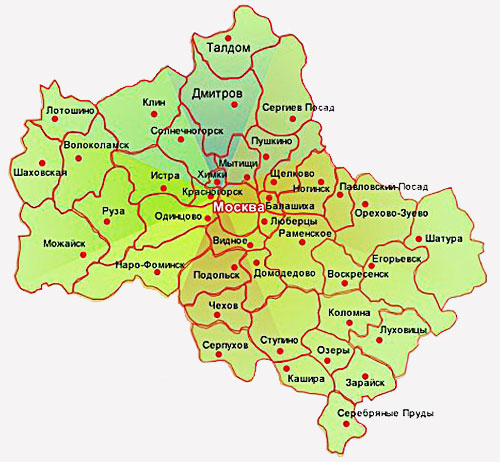 Талдом
Дмитров
Клин
Сергиев Посад
Лотошино
Солнечногорск
Волоколамск
Пушкино
Мытищи
Шаховская
Истра
Химки
Щелково
Ногинск
Павловский-Посад
Красногорск
Балашиха
Москва
Руза
Одинцово
Люберцы
Орехово-Зуево
Раменское
Видное
Шатура
Можайск
Наро-Фоминск
Подольск
Домодедово
Егорьевск
Воскресенск
Чехов
Коломна
Луховицы
Серпухов
Ступино
Озеры
Кашира
Зарайск
Серебряные Пруды